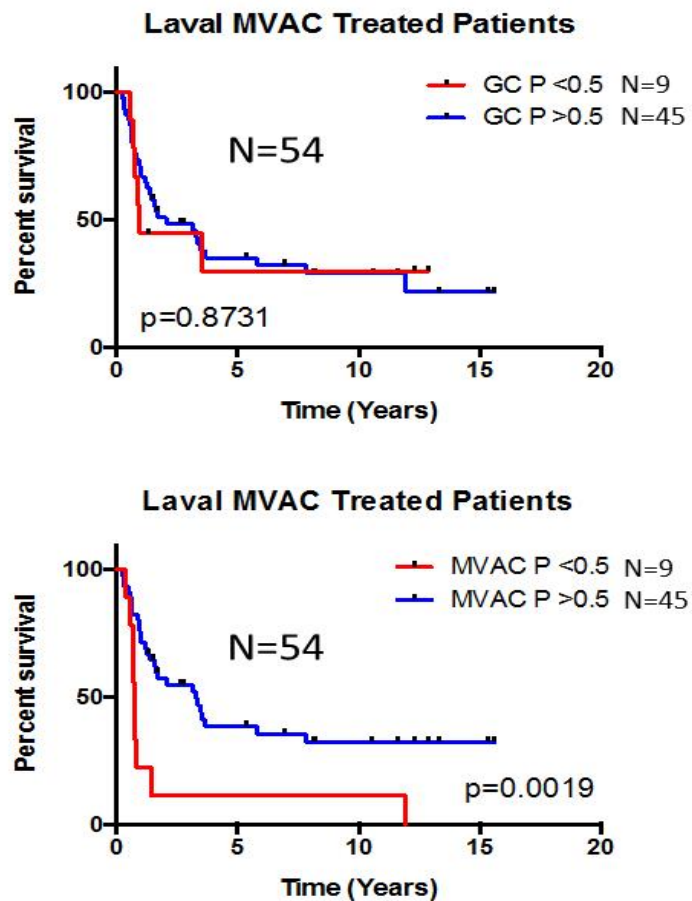 Laval MVAC Treated Patients
GC P <0.5 N=9
GC P >0.5 N=45
N=54
100
50
0
Percent survival
p=0.8731
0 5 10 15 20
Time (Years)
Laval MVAC Treated Patients
MVAC P <0.5 N=9
MVAC P >0.5 N=45
N=54
100
50
0
Percent survival
p=0.0019
0 5 10 15 20
Time (Years)